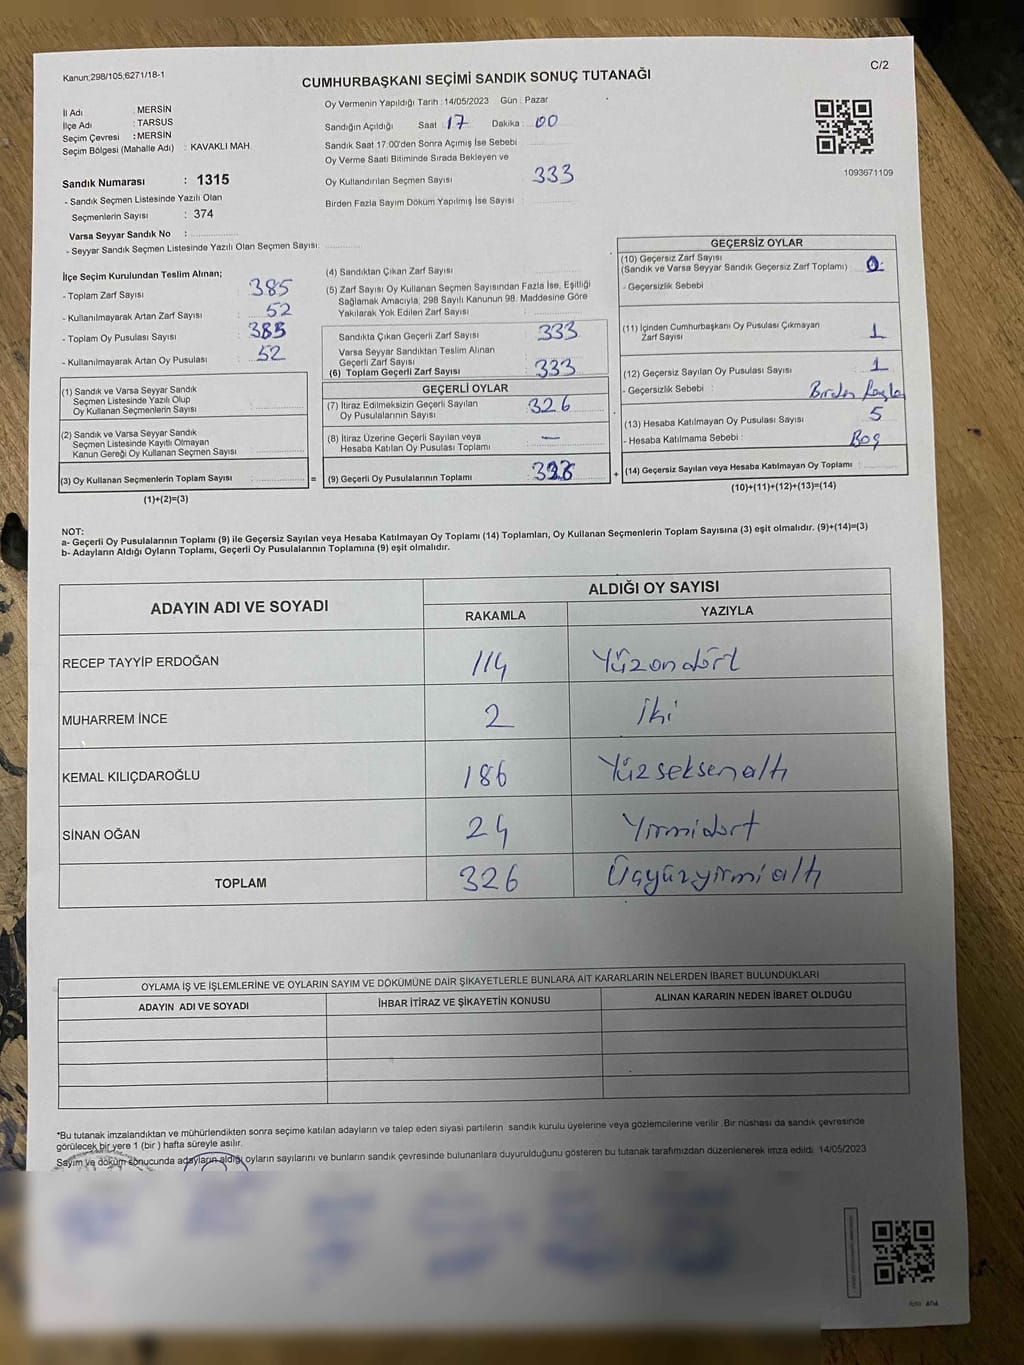 Kanun;298/105,6271/18-1
C/2
CUMHURBAŞKANI SEÇİMİ SANDIK SONUÇ TUTANAĞI
İl Adı : MERSİN
İlçe Adı : TARSUS
Seçim Çevresi : MERSİN
Seçim Bölgesi (Mahalle Adı) : KAVAKLI MAH
Sandık Numarası : 1315
- Sandık Seçmen Listesinde Yazılı Olan
Seçmenlerin Sayısı : 374
Varsa Seyyar Sandık No :
- Seyyar Sandık Seçmen Listesinde Yazılı Olan Seçmen Sayısı:
Oy Vermenin Yapıldığı Tarih : 14/05/2023 Gün : Pazar
Sandığın Açıldığı Saat : 17 Dakika : 00
Sandık Saat 17:00'den Sonra Açımış İse Sebebi
Oy Verme Saati Bitiminde Sırada Bekleyen ve
Oy Kullandırılan Seçmen Sayısı 333
Birden Fazla Sayım Döküm Yapılmış İse Sayısı :
1093671109
İlçe Seçim Kurulundan Teslim Alınan;
- Toplam Zarf Sayısı : 385
- Kullanılmayarak Artan Zarf Sayısı : 52
- Toplam Oy Pusulası : 385
- Kullanılmayarak Artan Oy Pusulası : 52
(1) Sandık ve Varsa Seyyar Sandık
Seçmen Listesinde Yazılı Olup
Oy Kullanan Seçmenlerin Sayısı :
(2) Sandık ve Varsa Seyyar Sandık
Seçmen Listesinde Kayıtlı Olmayan
Kanun Gereği Oy Kullanan Seçmen Sayısı :
(3) Oy Kullanan Seçmenlerin Toplam Sayısı : =
(1)+(2)=(3)
(4) Sandıktan Çıkan Zarf Sayısı :
(5) Zarf Sayısı Oy Kullanan Seçmen Sayısından Fazla İse, Eşitliği
Sağlamak Amacıyla; 298 Sayılı Kanunun 98. Maddesine Göre
Yakılarak Yok Edilen Zarf Sayısı :
Sandıkta Çıkan Geçerli Zarf Sayısı : 333
Varsa Seyyar Sandıktan Teslim Alınan
Geçerli Zarf Sayısı
(6) Toplam Geçerli Zarf Sayısı : 333
GEÇERLİ OYLAR
(7) İtiraz Edilmeksizin Geçerli Sayılan
Oy Pusulalarının Sayısı : 326
(8) İtiraz Üzerine Geçerli Sayılan veya
Hesaba Katılan Oy Pusulası Toplamı : —
(9) Geçerli Oy Pusulalarının Toplamı : +
GEÇERSİZ OYLAR
(10) Geçersiz Zarf Sayısı
(Sandık ve Varsa Seyyar Sandık Geçersiz Zarf Toplamı) : 0
- Geçersizlik Sebebi :
(11) İçinden Cumhurbaşkanı Oy Pusulası Çıkmayan
Zarf Sayısı : 1
(12) Geçersiz Sayılan Oy Pusulası Sayısı : 1
- Geçersizlik Sebebi : Birden fazla
(13) Hesaba Katılmayan Oy Pusulası Sayısı : 5
- Hesaba Katılmama Sebebi : Boş
(14) Geçersiz Sayılan veya Hesaba Katılmayan Oy Toplamı :
(10)+(11)+(12)+(13)=(14)
NOT:
a- Geçerli Oy Pusulalarının Toplamı (9) ile Geçersiz Sayılan veya Hesaba Katılmayan Oy Toplamı (14) Toplamları, Oy Kullanan Seçmenlerin Toplam Sayısına (3) eşit olmalıdır. (9)+(14)=(3)
b- Adayların Aldığı Oyların Toplamı, Geçerli Oy Pusulalarının Toplamına (9) eşit olmalıdır.
ADAYIN ADI VE SOYADI
ALDIĞI OY SAYISI
RAKAMLA YAZIYLA
RECEP TAYYİP ERDOĞAN 114 Yüzondört
MUHARREM İNCE 2 İki
KEMAL KILIÇDAROĞLU 186 Yüzseksenaltı
SİNAN OĞAN 24 Yirmidört
TOPLAM 326 Üçyüzyirmialtı
OYLAMA İŞ VE İŞLEMLERİNE VE OYLARIN SAYIM VE DÖKÜMÜNE DAİR ŞİKAYETLERLE BUNLARA AİT KARARLARIN NELERDEN İBARET BULUNDUKLARI
ADAYIN ADI VE SOYADI İHBAR İTİRAZ VE ŞİKAYETİN KONUSU ALINAN KARARIN NEDEN İBARET OLDUĞU
*Bu tutanak imzalandıktan ve mühürlendikten sonra seçime katılan adayların ve talep eden siyasi partilerin sandık kurulu üyelerine veya gözlemcilerine verilir .Bir nüshası da sandık çevresinde
görülecek bir yere 1 (bir ) hafta süreyle asılır.
Sayım ve döküm sonucunda adayların aldığı oyların sayılarını ve bunların sandık çevresinde bulunanlara duyurulduğunu gösteren bu tutanak tarafımızdan düzenlenerek imza edildi. 14/05/2023